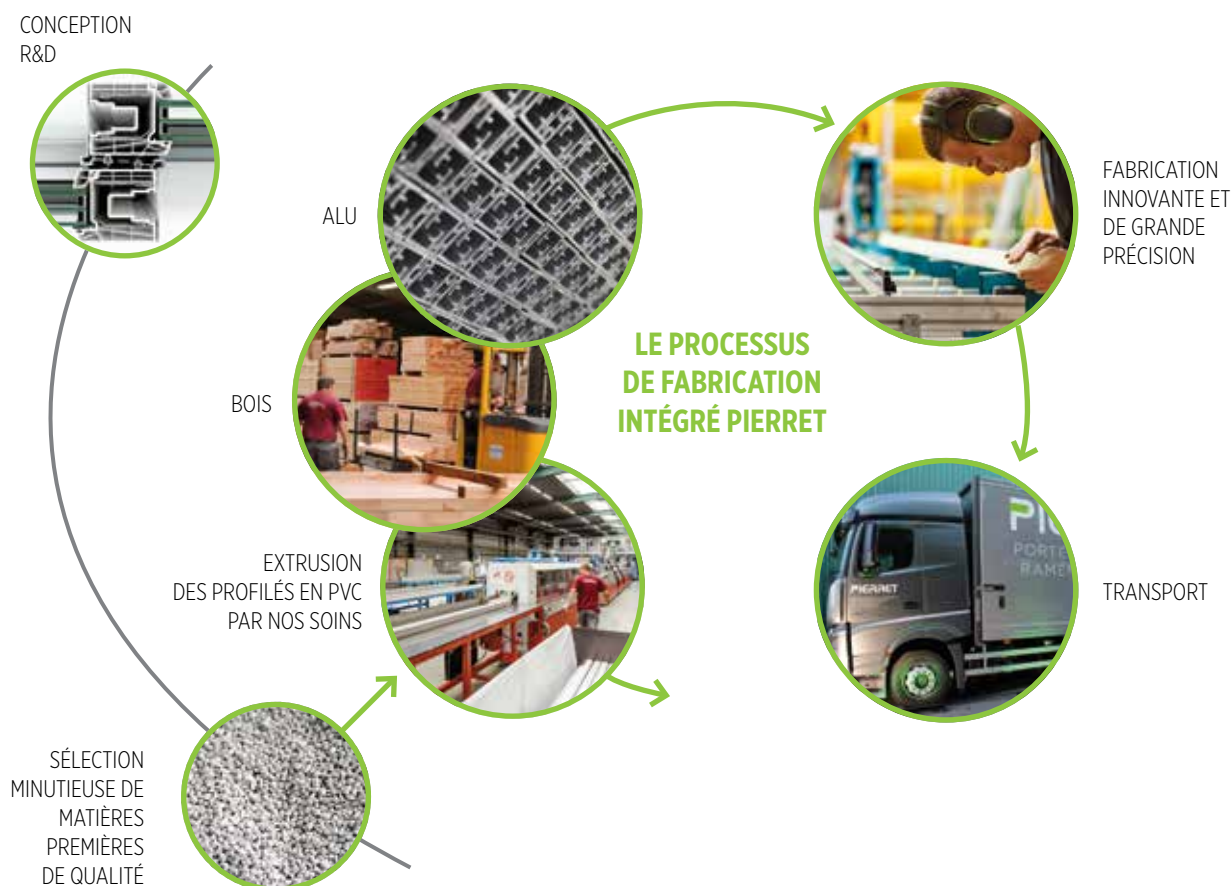 CONCEPTION
R&D
ALU
BOIS
EXTRUSION
DES PROFILÉS EN PVC
PAR NOS SOINS
SÉLECTION
MINUTIEUSE DE
MATIÈRES
PREMIÈRES
DE QUALITÉ
LE PROCESSUS
DE FABRICATION
INTÉGRÉ PIERRET
FABRICATION
INNOVANTE ET
DE GRANDE
PRÉCISION
TRANSPORT
PIERRET